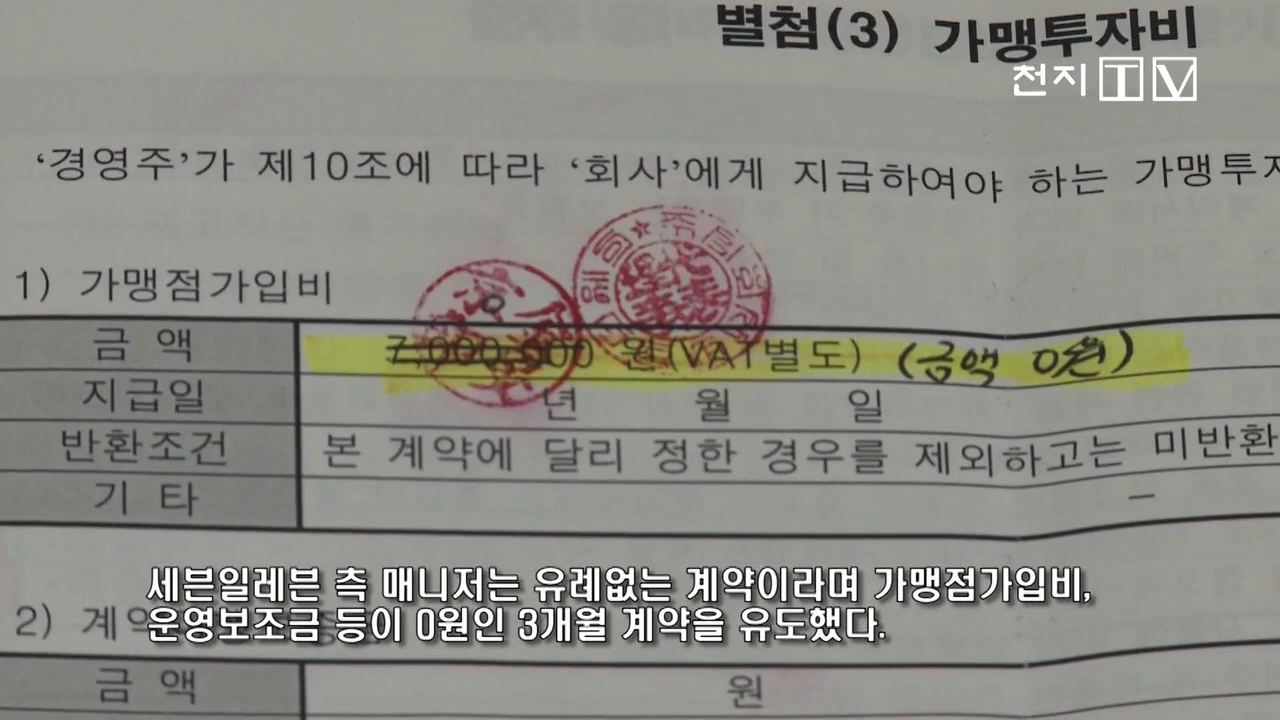 별첨(3) 가맹투자비
천지TV
‘경영주’가 제10조에 따라 ‘회사’에게 지급하여야 하는 가맹투자
1) 가맹점가입비
금 액 7,000,000 원(VAT별도) (금액 0원)
지급일 년 월 일
반환조건 본 계약에 달리 정한 경우를 제외하고는 미반환
기 타 –
세븐일레븐 측 매니저는 유례없는 계약이라며 가맹점가입비,
2) 계약
운영보조금 등이 0원인 3개월 계약을 유도했다.
금 액 원